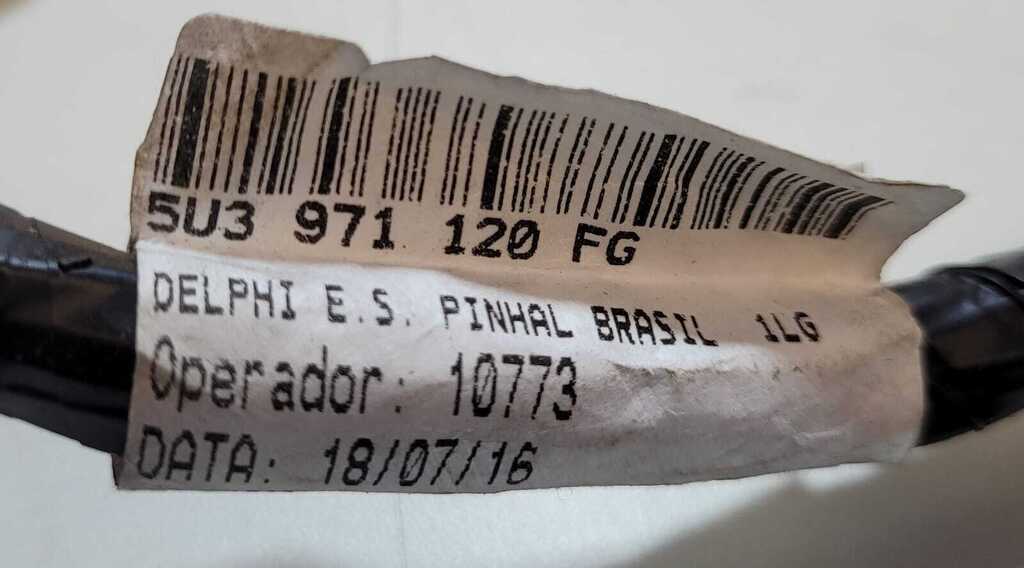 5U3 971 120 FG
DELPHI E.S. PINHAL BRASIL 1LG
Operador: 10773
DATA: 18/07/16